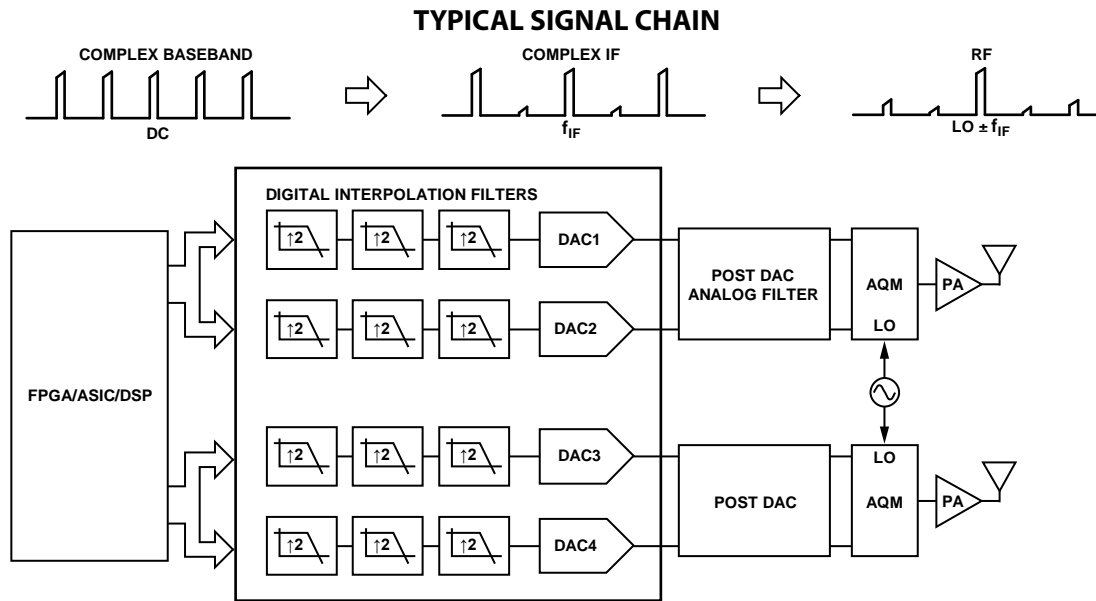 TYPICAL SIGNAL CHAIN
COMPLEX BASEBAND
COMPLEX IF
RF
DC
fIF
LO ± fIF
DIGITAL INTERPOLATION FILTERS
↑2
↑2
↑2
DAC1
↑2
↑2
↑2
DAC2
FPGA/ASIC/DSP
↑2
↑2
↑2
DAC3
↑2
↑2
↑2
DAC4
POST DAC
ANALOG FILTER
AQM
LO
PA
POST DAC
LO
AQM
PA